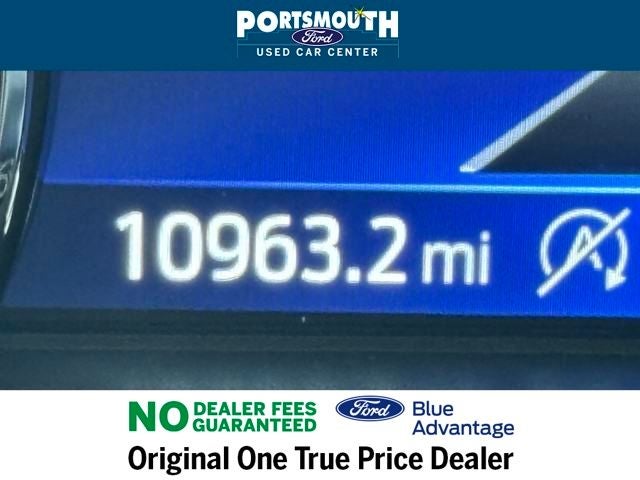 PORTSMOUTH
Ford
USED CAR CENTER
10963.2 mi
A
NO DEALER FEES
GUARANTEED
Ford Blue
Advantage
Original One True Price Dealer